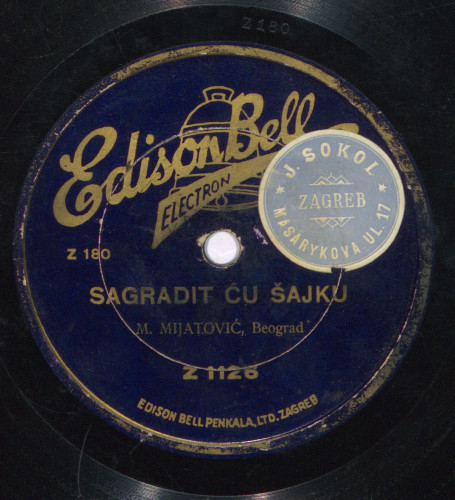 Z 180
Edison Bell
ELECTRON
★ J. SOKOL ★
ZAGREB
MASARYKOVA UL. 17
Z 180
SAGRADIT ĆU ŠAJKU
M. MIJATOVIĆ, Beograd
Z 1126
EDISON BELL PENKALA, LTD. ZAGREB